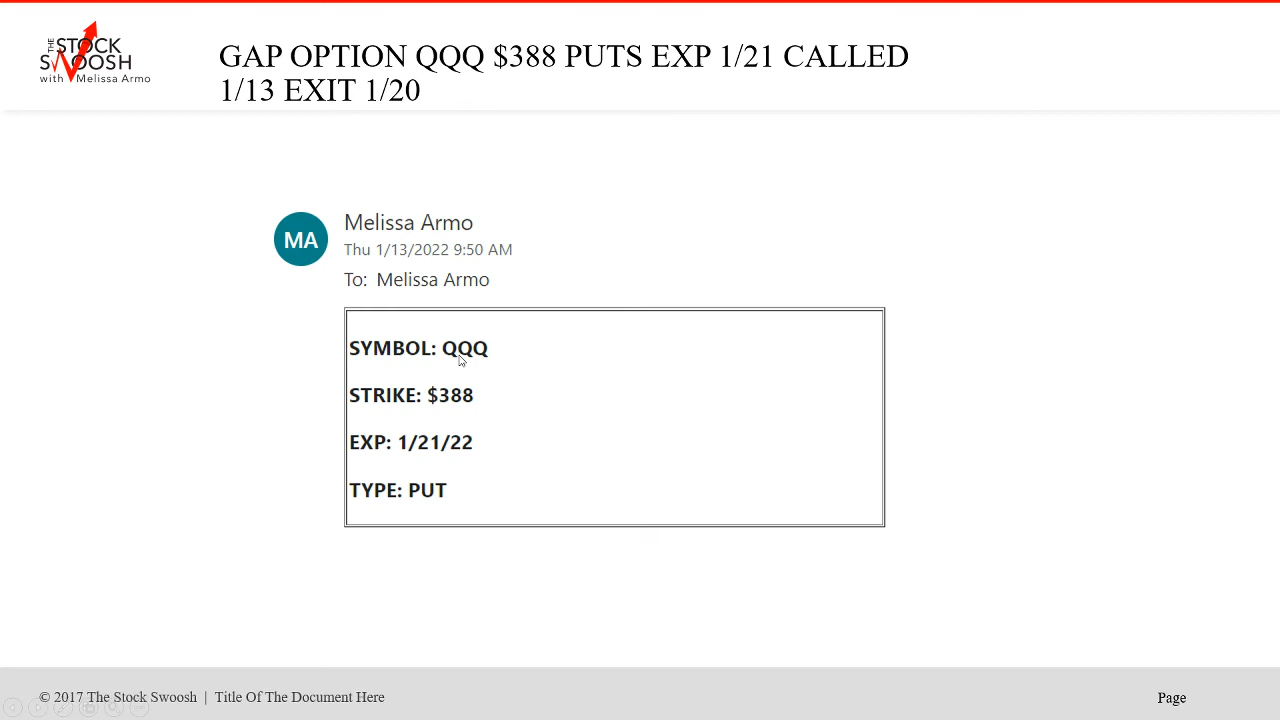 THE
STOCK
SWOOSH
with Melissa Armo
GAP OPTION QQQ $388 PUTS EXP 1/21 CALLED
1/13 EXIT 1/20
MA
Melissa Armo
Thu 1/13/2022 9:50 AM
To: Melissa Armo
SYMBOL: QQQ
STRIKE: $388
EXP: 1/21/22
TYPE: PUT
© 2017 The Stock Swoosh | Title Of The Document Here
Page